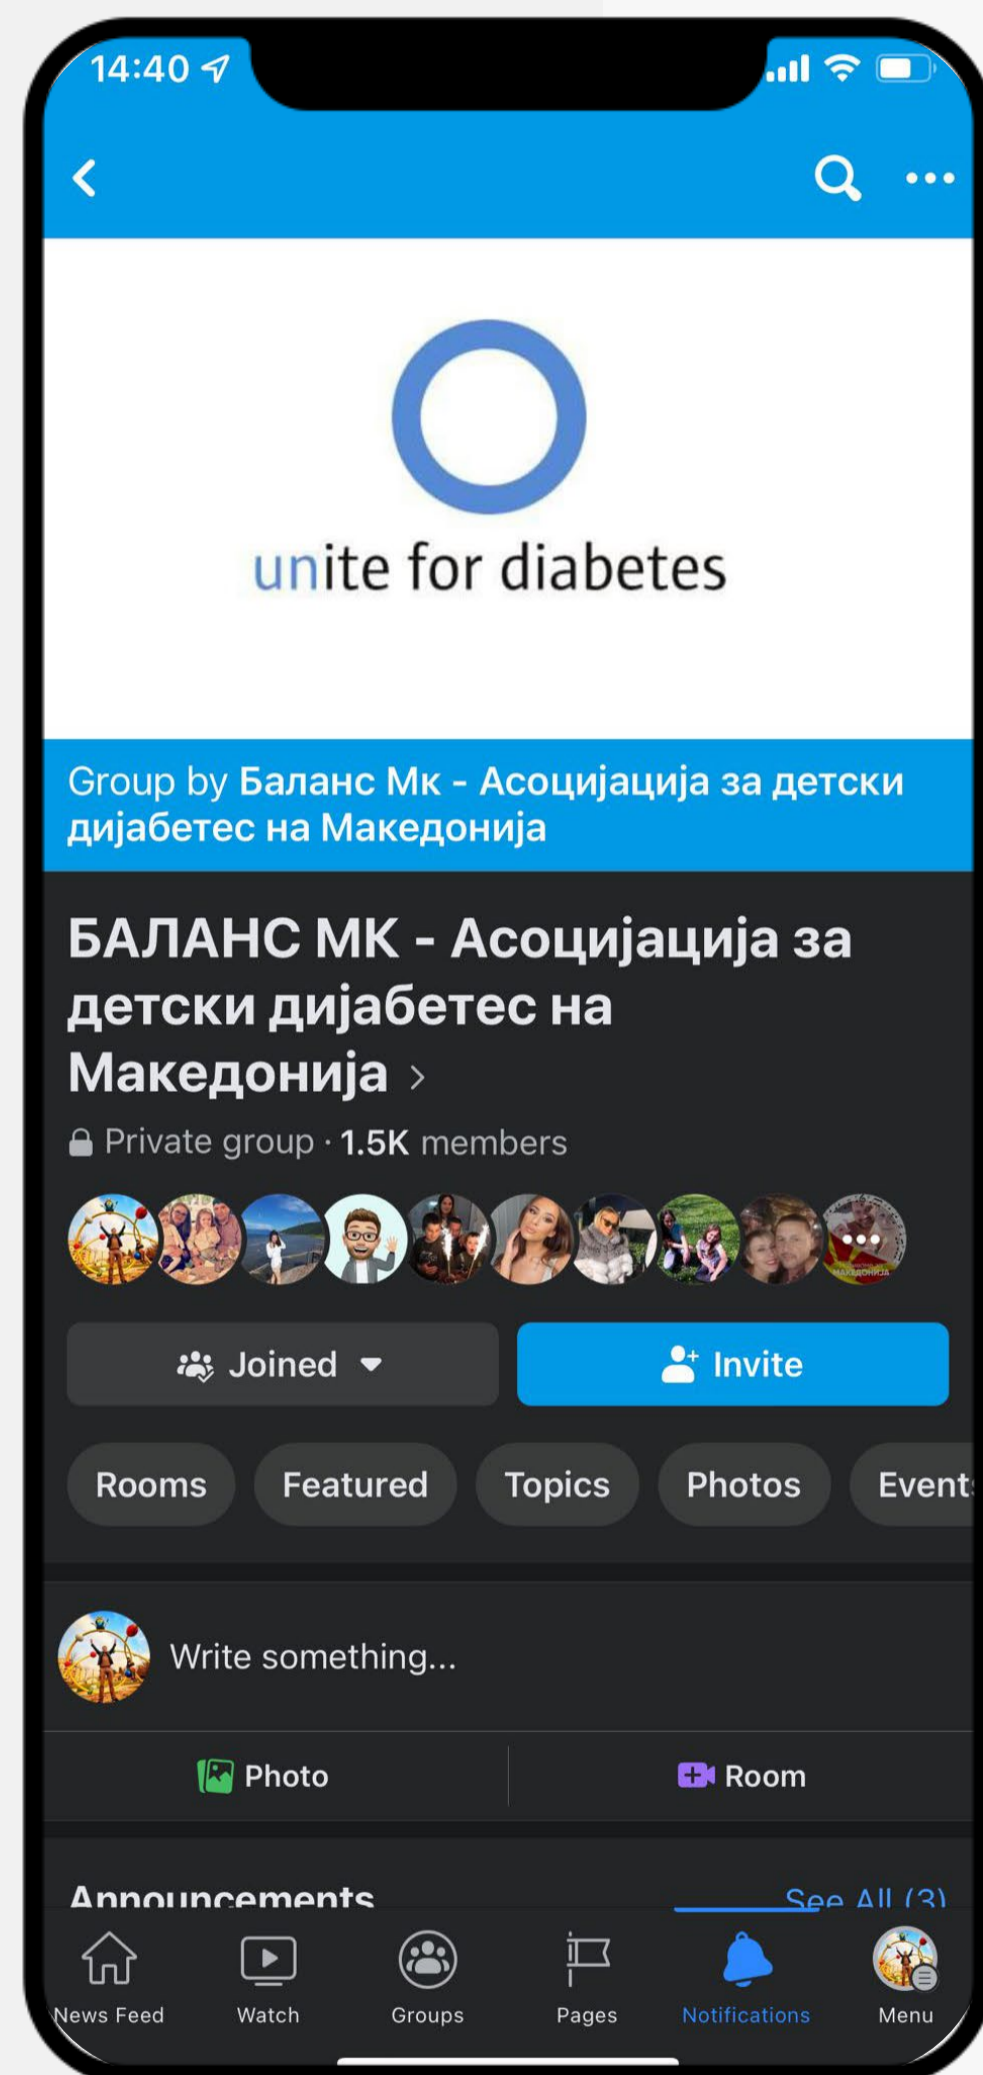 14:40
unite for diabetes
Group by Баланс Мк - Асоцијација за детски
дијабетес на Македонија
БАЛАНС МК - Асоцијација за
детски дијабетес на
Македонија
Private group · 1.5K members
МАКЕДОНИЈА
Joined
Invite
Rooms Featured Topics Photos Events
Write something...
Photo
Room
Announcements See All (3)
News Feed Watch Groups Pages Notifications Menu